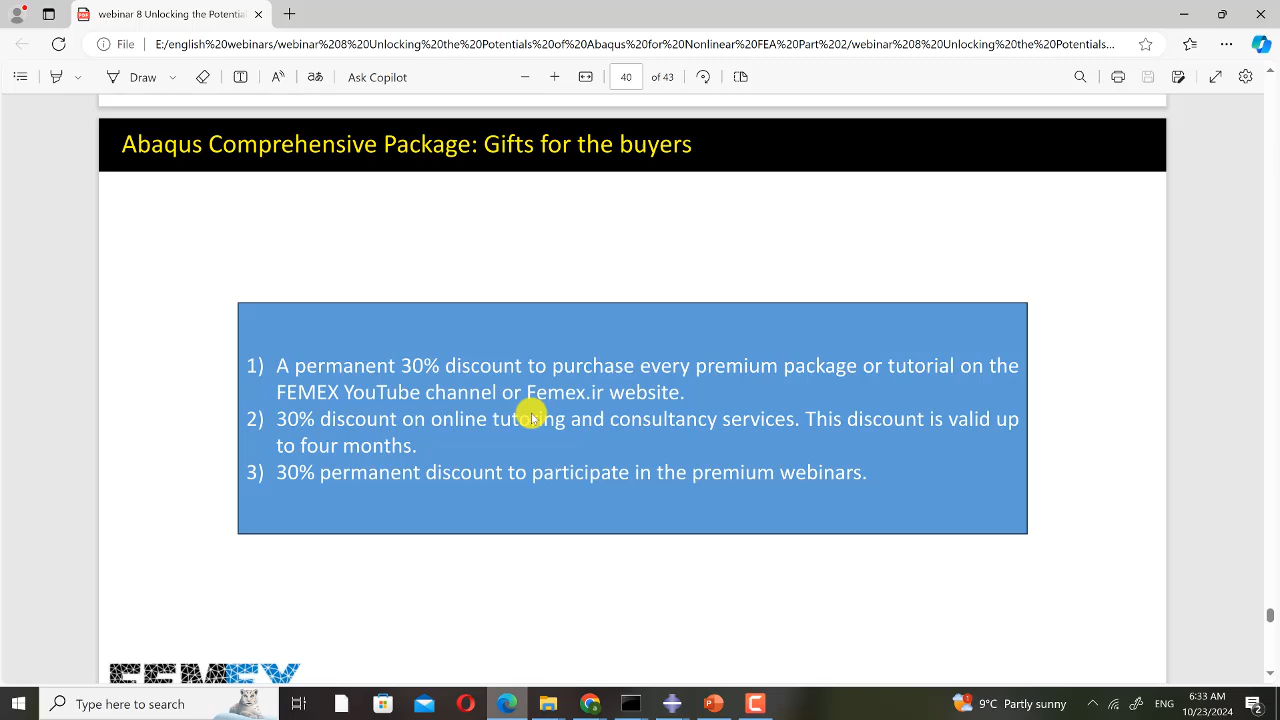 webinar 8 Unlocking the Potentia
File
E:/english%20webinars/webinar%208%20Unlocking%20the%20Potentials%20o%20Abaqus%20for%20Nonlinear%20FEA%20Part%202/webinar%208%20Unlocking%20the%20Potentials...
Draw
Ask Copilot
40 of 43
Abaqus Comprehensive Package: Gifts for the buyers
1) A permanent 30% discount to purchase every premium package or tutorial on the
FEMEX YouTube channel or Femex.ir website.
2) 30% discount on online tutoring and consultancy services. This discount is valid up
to four months.
3) 30% permanent discount to participate in the premium webinars.
FEMEX
Type here to search
9°C Partly sunny
ENG
6:33 AM
10/23/2024
2